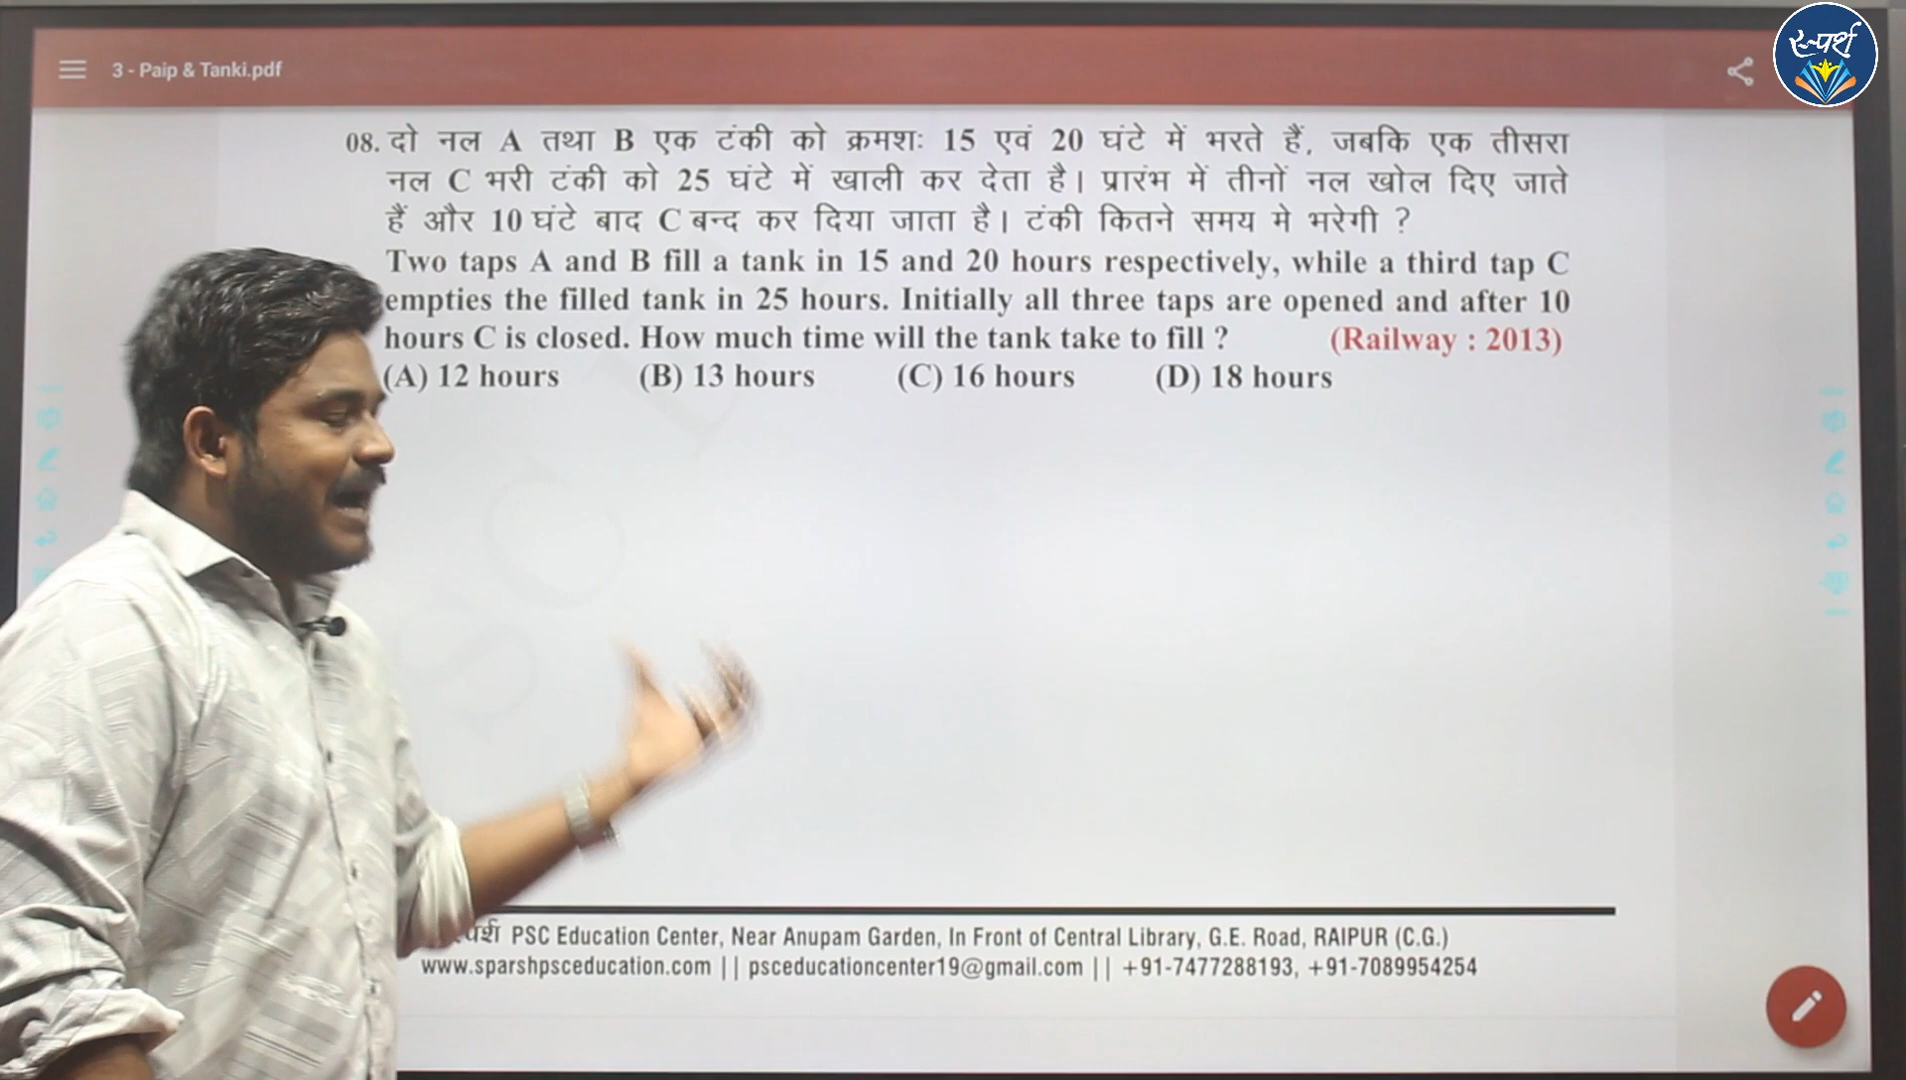 स्पर्श
3 - Paip & Tanki.pdf
08. दो नल A तथा B एक टंकी को क्रमशः 15 एवं 20 घंटे में भरते हैं, जबकि एक तीसरा
नल C भरी टंकी को 25 घंटे में खाली कर देता है। प्रारंभ में तीनों नल खोल दिए जाते
हैं और 10 घंटे बाद C बन्द कर दिया जाता है। टंकी कितने समय मे भरेगी ?
Two taps A and B fill a tank in 15 and 20 hours respectively, while a third tap C
empties the filled tank in 25 hours. Initially all three taps are opened and after 10
hours C is closed. How much time will the tank take to fill ? (Railway : 2013)
(A) 12 hours (B) 13 hours (C) 16 hours (D) 18 hours
PSC Education Center, Near Anupam Garden, In Front of Central Library, G.E. Road, RAIPUR (C.G.)
www.sparshpsceducation.com || psceducationcenter19@gmail.com || +91-7477288193, +91-7089954254